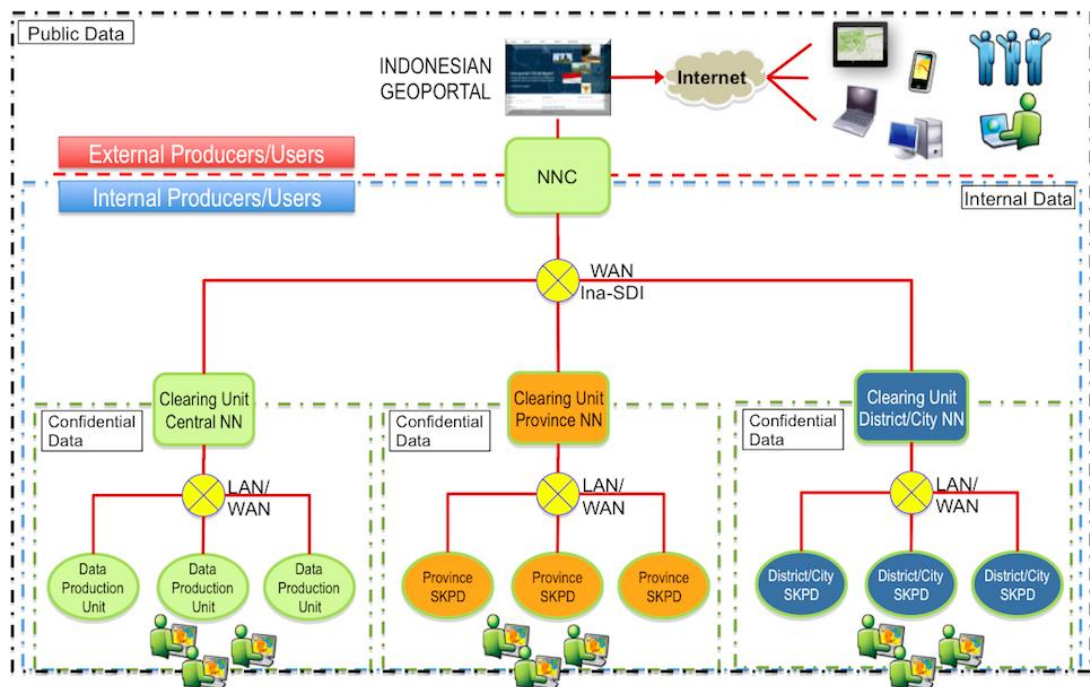 Public Data
INDONESIAN
GEOPORTAL
Internet
External Producers/Users
Internal Producers/Users
NNC
Internal Data
WAN
Ina-SDI
Clearing Unit
Central NN
Clearing Unit
Province NN
Clearing Unit
District/City NN
Confidential
Data
Confidential
Data
Confidential
Data
LAN/
WAN
LAN/
WAN
LAN/
WAN
Data
Production
Unit
Data
Production
Unit
Data
Production
Unit
Province
SKPD
Province
SKPD
Province
SKPD
District/City
SKPD
District/City
SKPD
District/City
SKPD